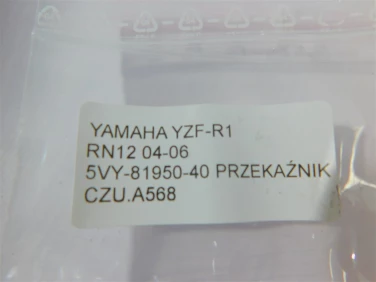 YAMAHA YZF-R1
RN12 04-06
5VY-81950-40 PRZEKAŹNIK
CZU.A568